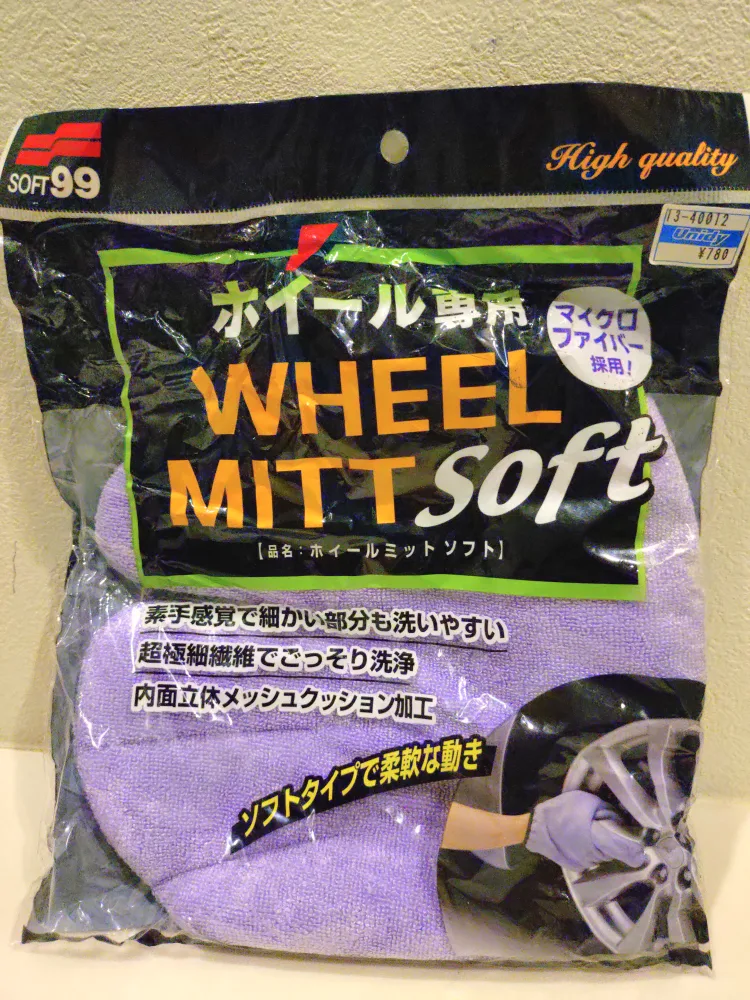 SOFT99
High quality
13-40012
Unidy
¥780
ホイール専用
マイクロ
ファイバー
採用!
WHEEL
MITT Soft
【品名:ホイールミット ソフト】
素手感覚で細かい部分も洗いやすい
超極細繊維でごっそり洗浄
内面立体メッシュクッション加工
ソフトタイプで柔軟な動き